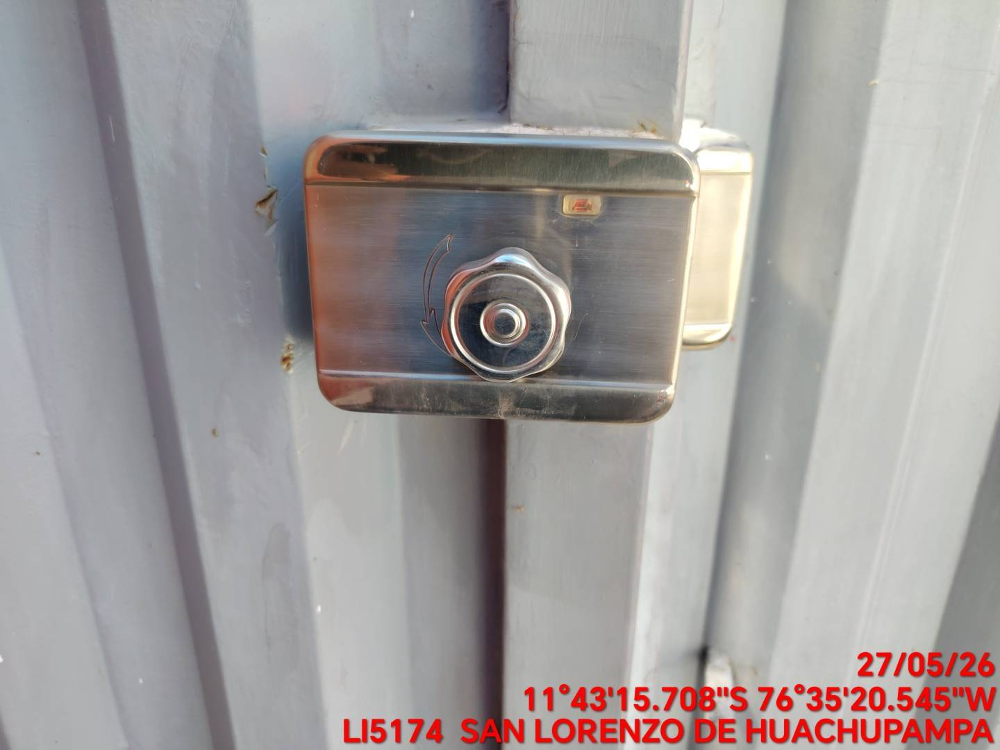 27/05/26
11°43'15.708"S 76°35'20.545"W
LI5174 SAN LORENZO DE HUACHUPAMPA